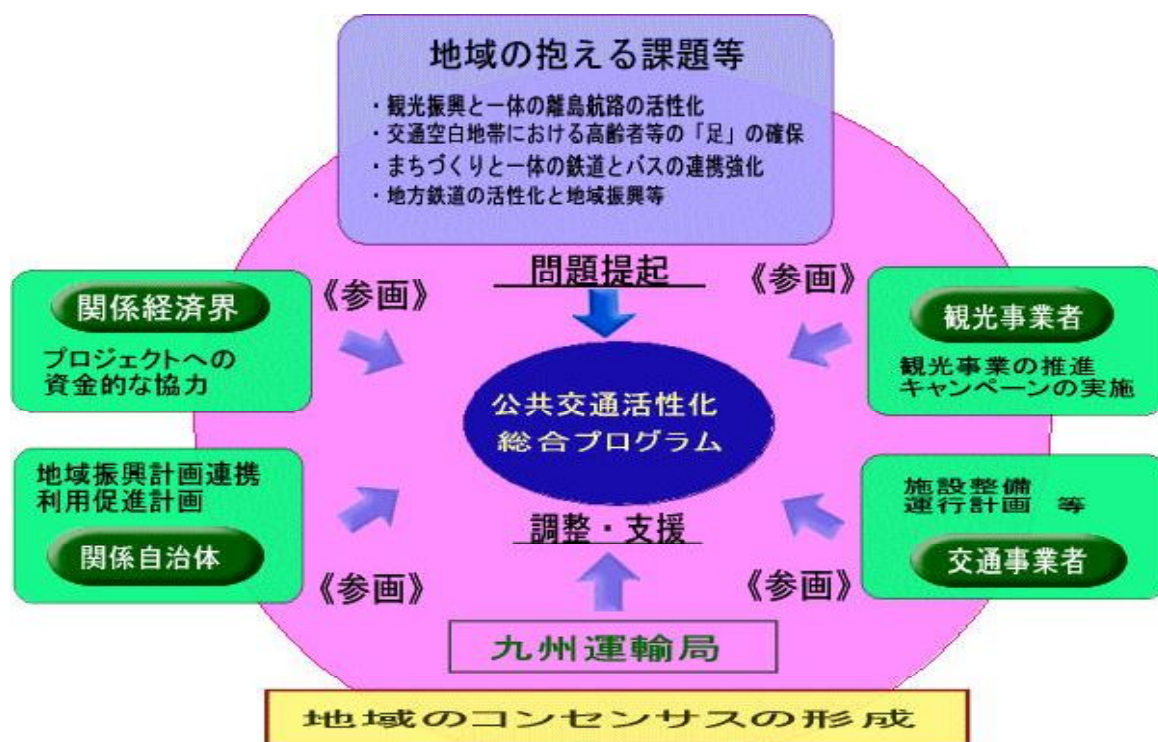 地域の抱える課題等
・観光振興と一体の離島航路の活性化
・交通空白地帯における高齢者等の「足」の確保
・まちづくりと一体の鉄道とバスの連携強化
・地方鉄道の活性化と地域振興等
問題提起
《参画》
《参画》
関係経済界
プロジェクトへの
資金的な協力
観光事業者
観光事業の推進
キャンペーンの実施
公共交通活性化
総合プログラム
地域振興計画連携
利用促進計画
関係自治体
施設整備
運行計画 等
交通事業者
調整・支援
《参画》
《参画》
九州運輸局
地域のコンセンサスの形成